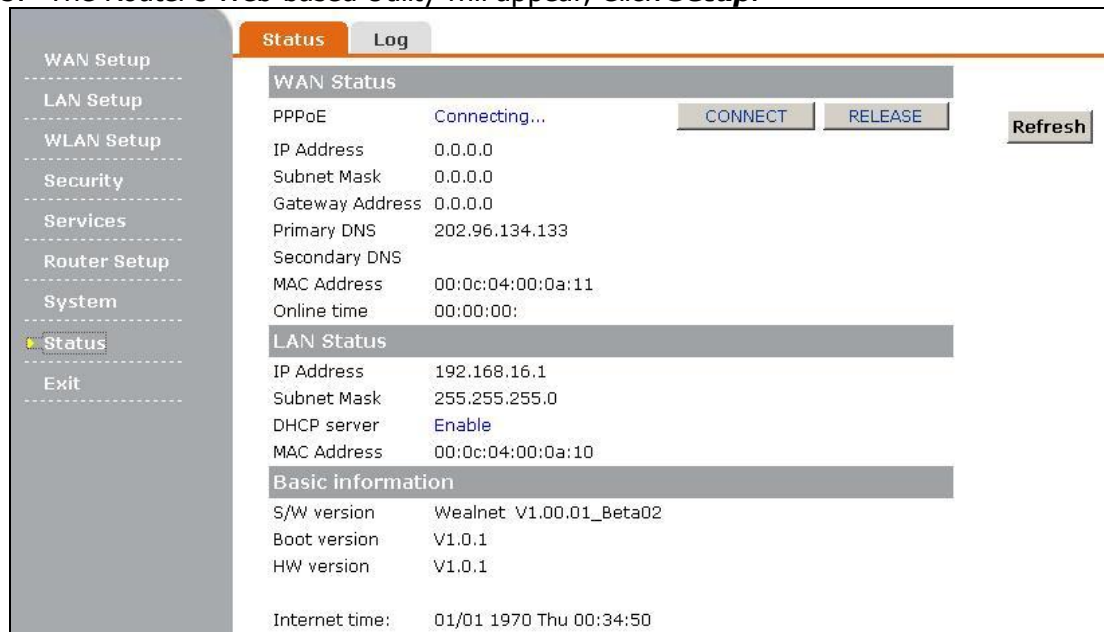 The Router's Web-based Utility will appear, Click Setup.
Status Log
WAN Setup
LAN Setup
WLAN Setup
Security
Services
Router Setup
System
Status
Exit
WAN Status
PPPoE Connecting... CONNECT RELEASE
Refresh
IP Address 0.0.0.0
Subnet Mask 0.0.0.0
Gateway Address 0.0.0.0
Primary DNS 202.96.134.133
Secondary DNS
MAC Address 00:0c:04:00:0a:11
Online time 00:00:00:
LAN Status
IP Address 192.168.16.1
Subnet Mask 255.255.255.0
DHCP server Enable
MAC Address 00:0c:04:00:0a:10
Basic information
S/W version Wealnet V1.00.01_Beta02
Boot version V1.0.1
HW version V1.0.1
Internet time: 01/01 1970 Thu 00:34:50